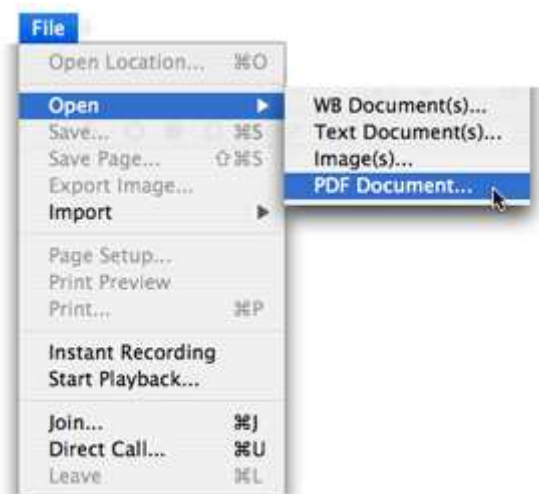 File
Open Location... ⌘O
Open
Save... ⌘S
Save Page... ⇧⌘S
Export Image...
Import
Page Setup...
Print Preview
Print... ⌘P
Instant Recording
Start Playback...
Join... ⌘J
Direct Call... ⌘U
Leave ⌘L
WB Document(s)...
Text Document(s)...
Image(s)...
PDF Document...